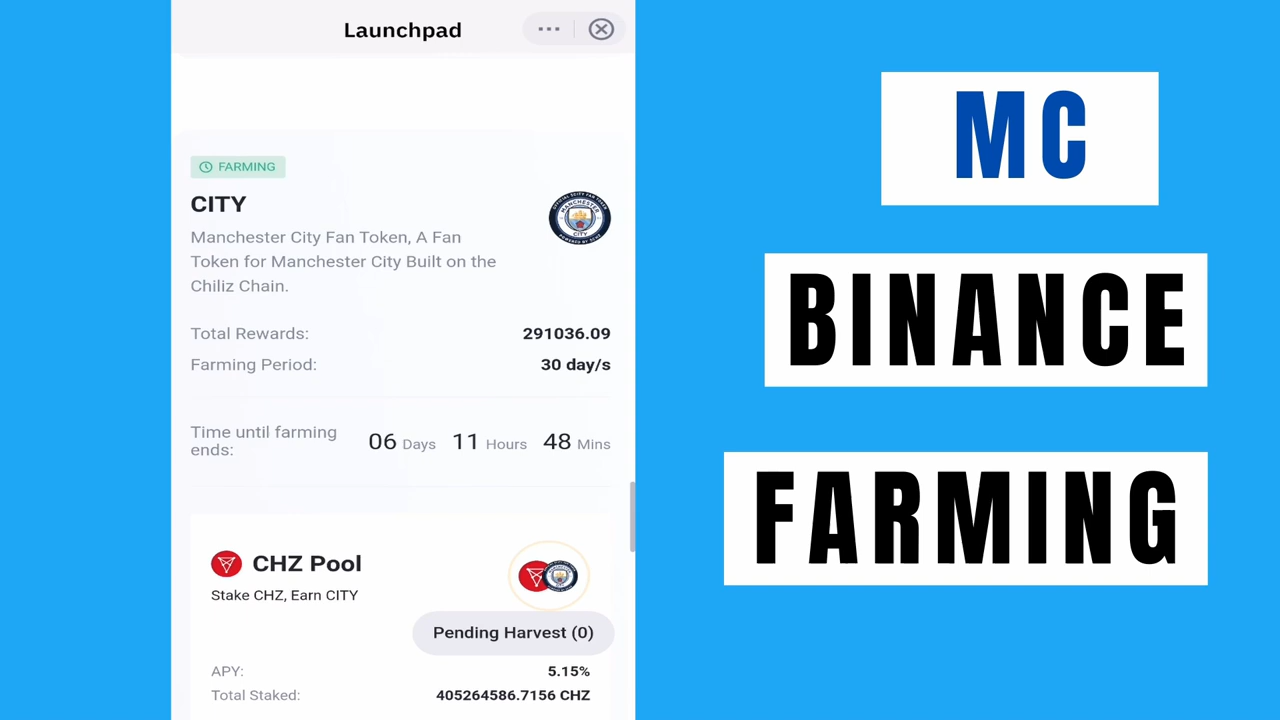 Launchpad
FARMING
CITY
Manchester City Fan Token, A Fan
Token for Manchester City Built on the
Chiliz Chain.
Total Rewards: 291036.09
Farming Period: 30 day/s
Time until farming
ends:
06 Days 11 Hours 48 Mins
CHZ Pool
Stake CHZ, Earn CITY
Pending Harvest (0)
APY: 5.15%
Total Staked: 405264586.7156 CHZ
MC
BINANCE
FARMING
MANCHESTER
CITY